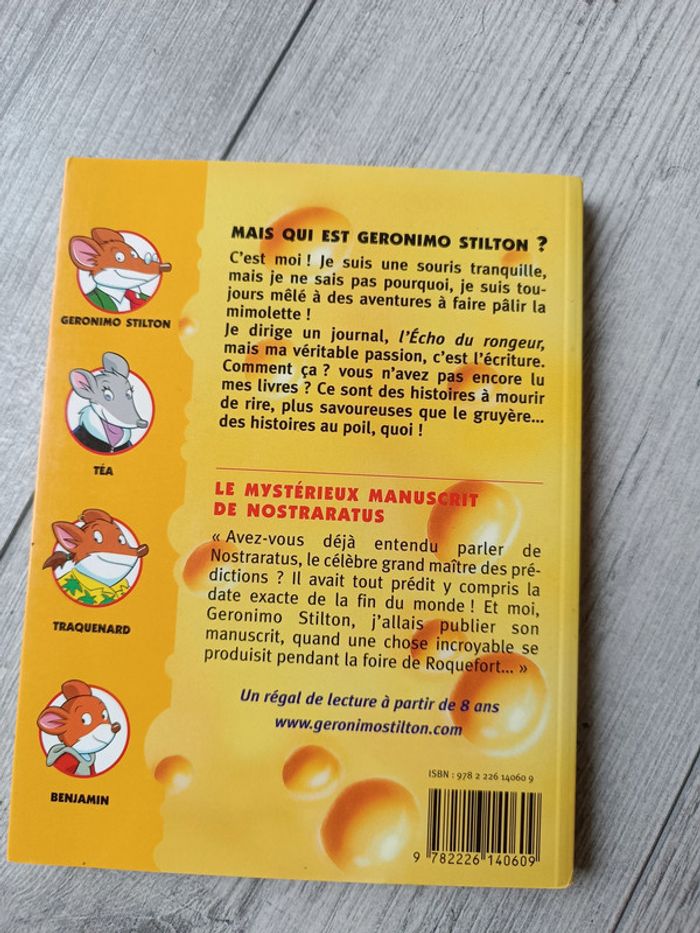 GERONIMO STILTON
TÉA
TRAQUENARD
BENJAMIN
MAIS QUI EST GERONIMO STILTON ?
C'est moi ! Je suis une souris tranquille,
mais je ne sais pas pourquoi, je suis tou-
jours mêlé à des aventures à faire pâlir la
mimolette !
Je dirige un journal, l'Écho du rongeur,
mais ma véritable passion, c'est l'écriture.
Comment ça ? vous n'avez pas encore lu
mes livres ? Ce sont des histoires à mourir
de rire, plus savoureuses que le gruyère...
des histoires au poil, quoi !
LE MYSTÉRIEUX MANUSCRIT
DE NOSTRARATUS
« Avez-vous déjà entendu parler de
Nostraratus, le célèbre grand maître des pré-
dictions ? Il avait tout prédit y compris la
date exacte de la fin du monde ! Et moi,
Geronimo Stilton, j'allais publier son
manuscrit, quand une chose incroyable se
produisit pendant la foire de Roquefort... »
Un régal de lecture à partir de 8 ans
www.geronimostilton.com
ISBN : 978 2 226 14060 9
9 782226 140609